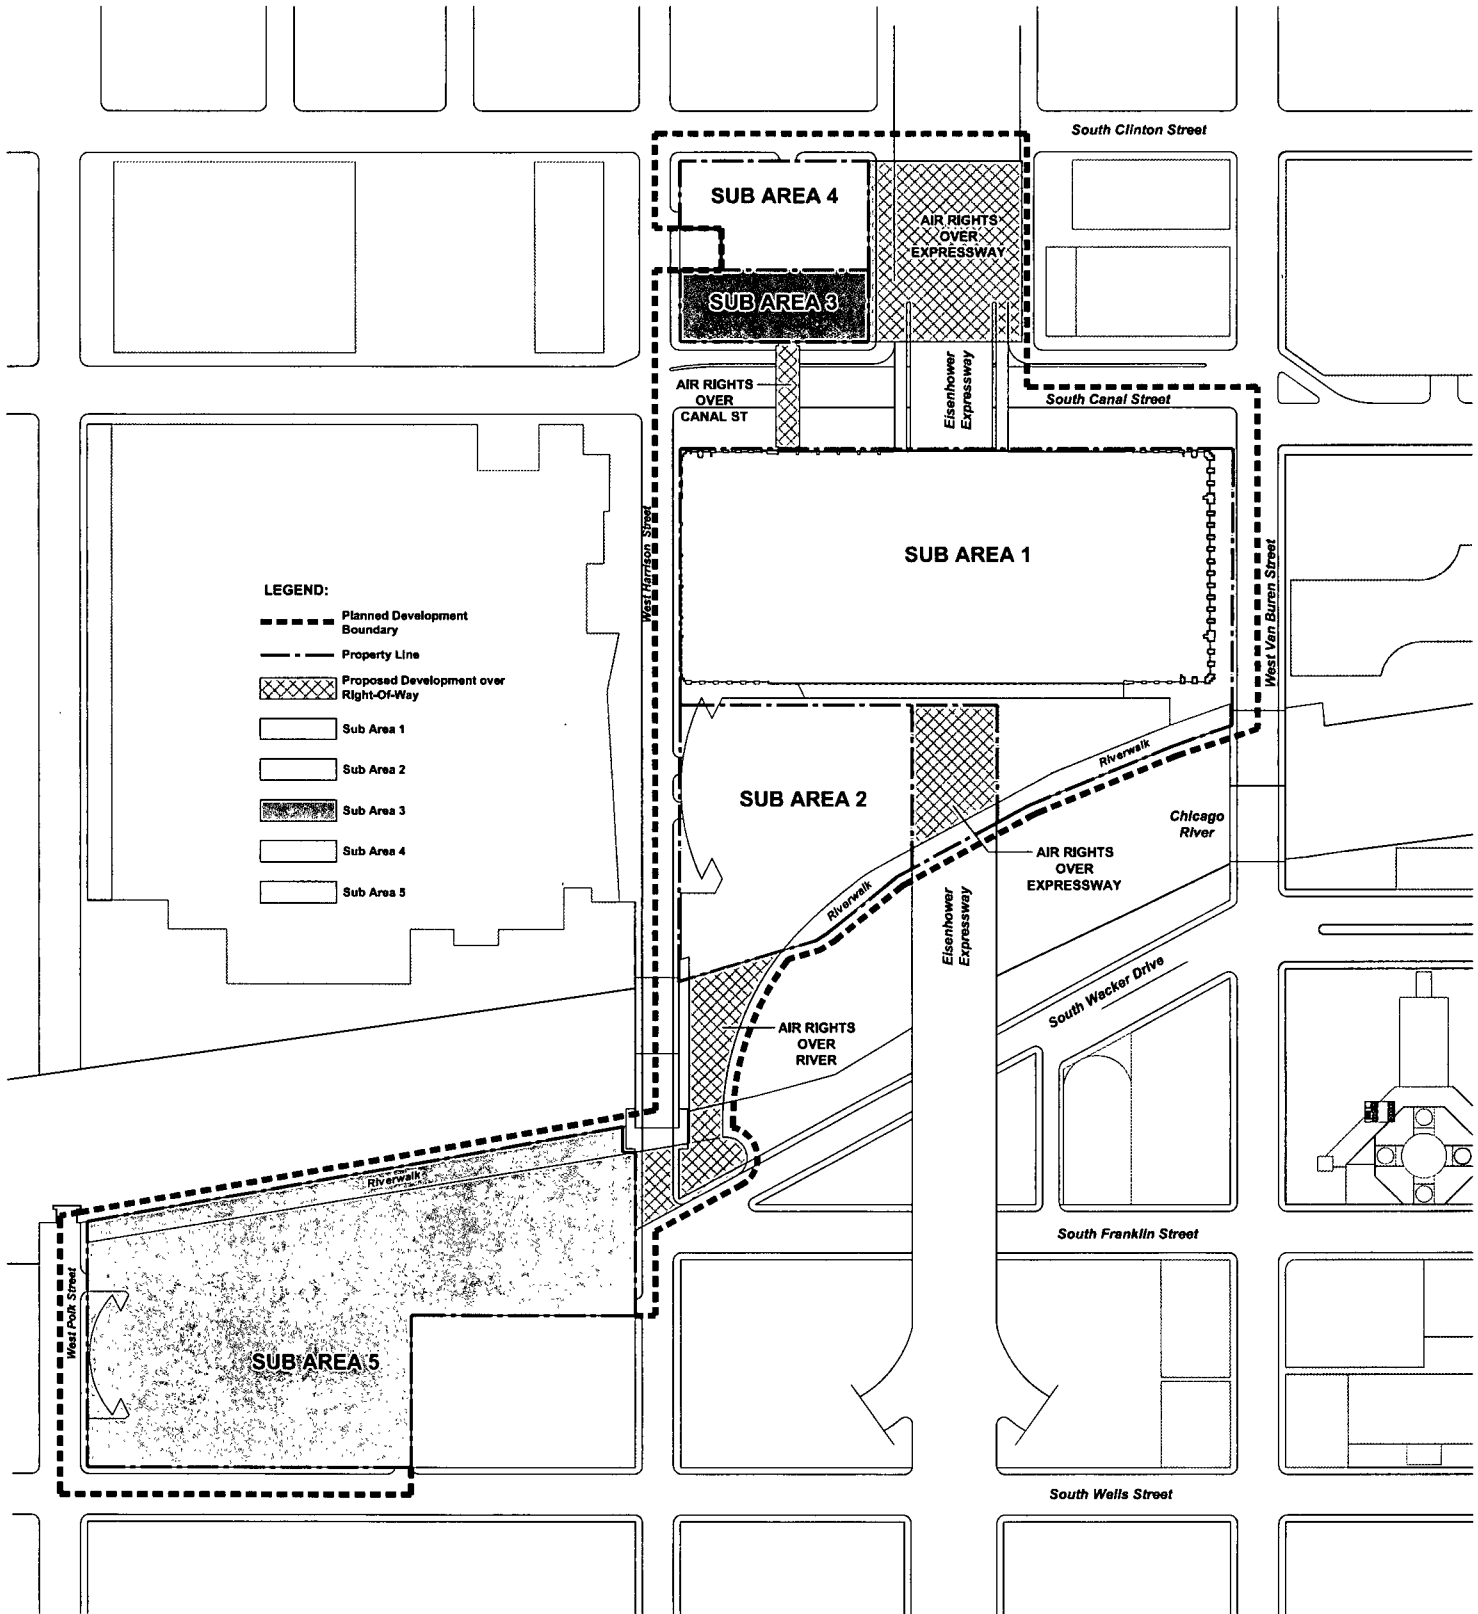 South Clinton Street
SUB AREA 4
AIR RIGHTS
OVER
EXPRESSWAY
SUB AREA 3
AIR RIGHTS
OVER
CANAL ST
Eisenhower
Expressway
South Canal Street
SUB AREA 1
West Harrison Street
West Van Buren Street
LEGEND:
Planned Development
Boundary
Property Line
Proposed Development over
Right-Of-Way
Sub Area 1
Sub Area 2
Sub Area 3
Sub Area 4
Sub Area 5
Riverwalk
SUB AREA 2
Chicago
River
AIR RIGHTS
OVER
EXPRESSWAY
Riverwalk
Eisenhower
Expressway
South Wacker Drive
AIR RIGHTS
OVER
RIVER
Riverwalk
South Franklin Street
West Polk Street
SUB AREA 5
South Wells Street